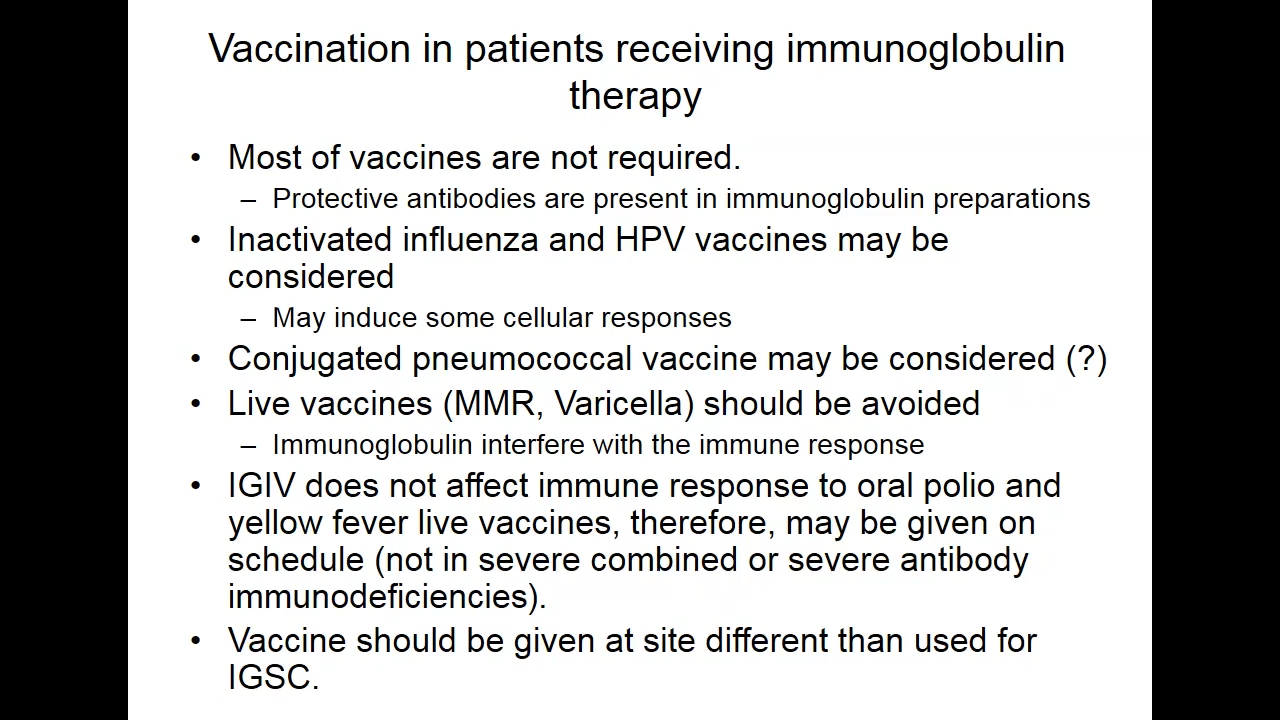 Vaccination in patients receiving immunoglobulin
therapy
• Most of vaccines are not required.
– Protective antibodies are present in immunoglobulin preparations
• Inactivated influenza and HPV vaccines may be
considered
– May induce some cellular responses
• Conjugated pneumococcal vaccine may be considered (?)
• Live vaccines (MMR, Varicella) should be avoided
– Immunoglobulin interfere with the immune response
• IGIV does not affect immune response to oral polio and
yellow fever live vaccines, therefore, may be given on
schedule (not in severe combined or severe antibody
immunodeficiencies).
• Vaccine should be given at site different than used for
IGSC.